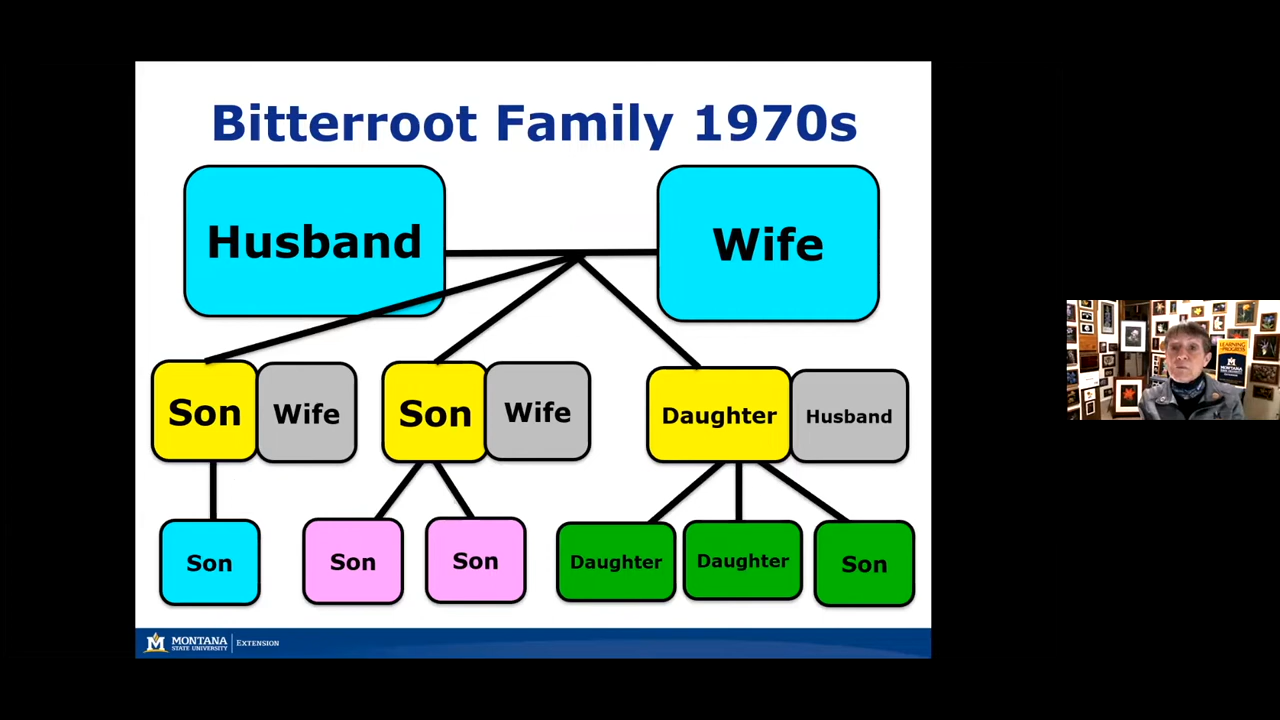 Bitterroot Family 1970s
Husband
Wife
Son
Wife
Son
Wife
Daughter
Husband
Son
Son
Son
Daughter
Daughter
Son
M
MONTANA
STATE UNIVERSITY
EXTENSION